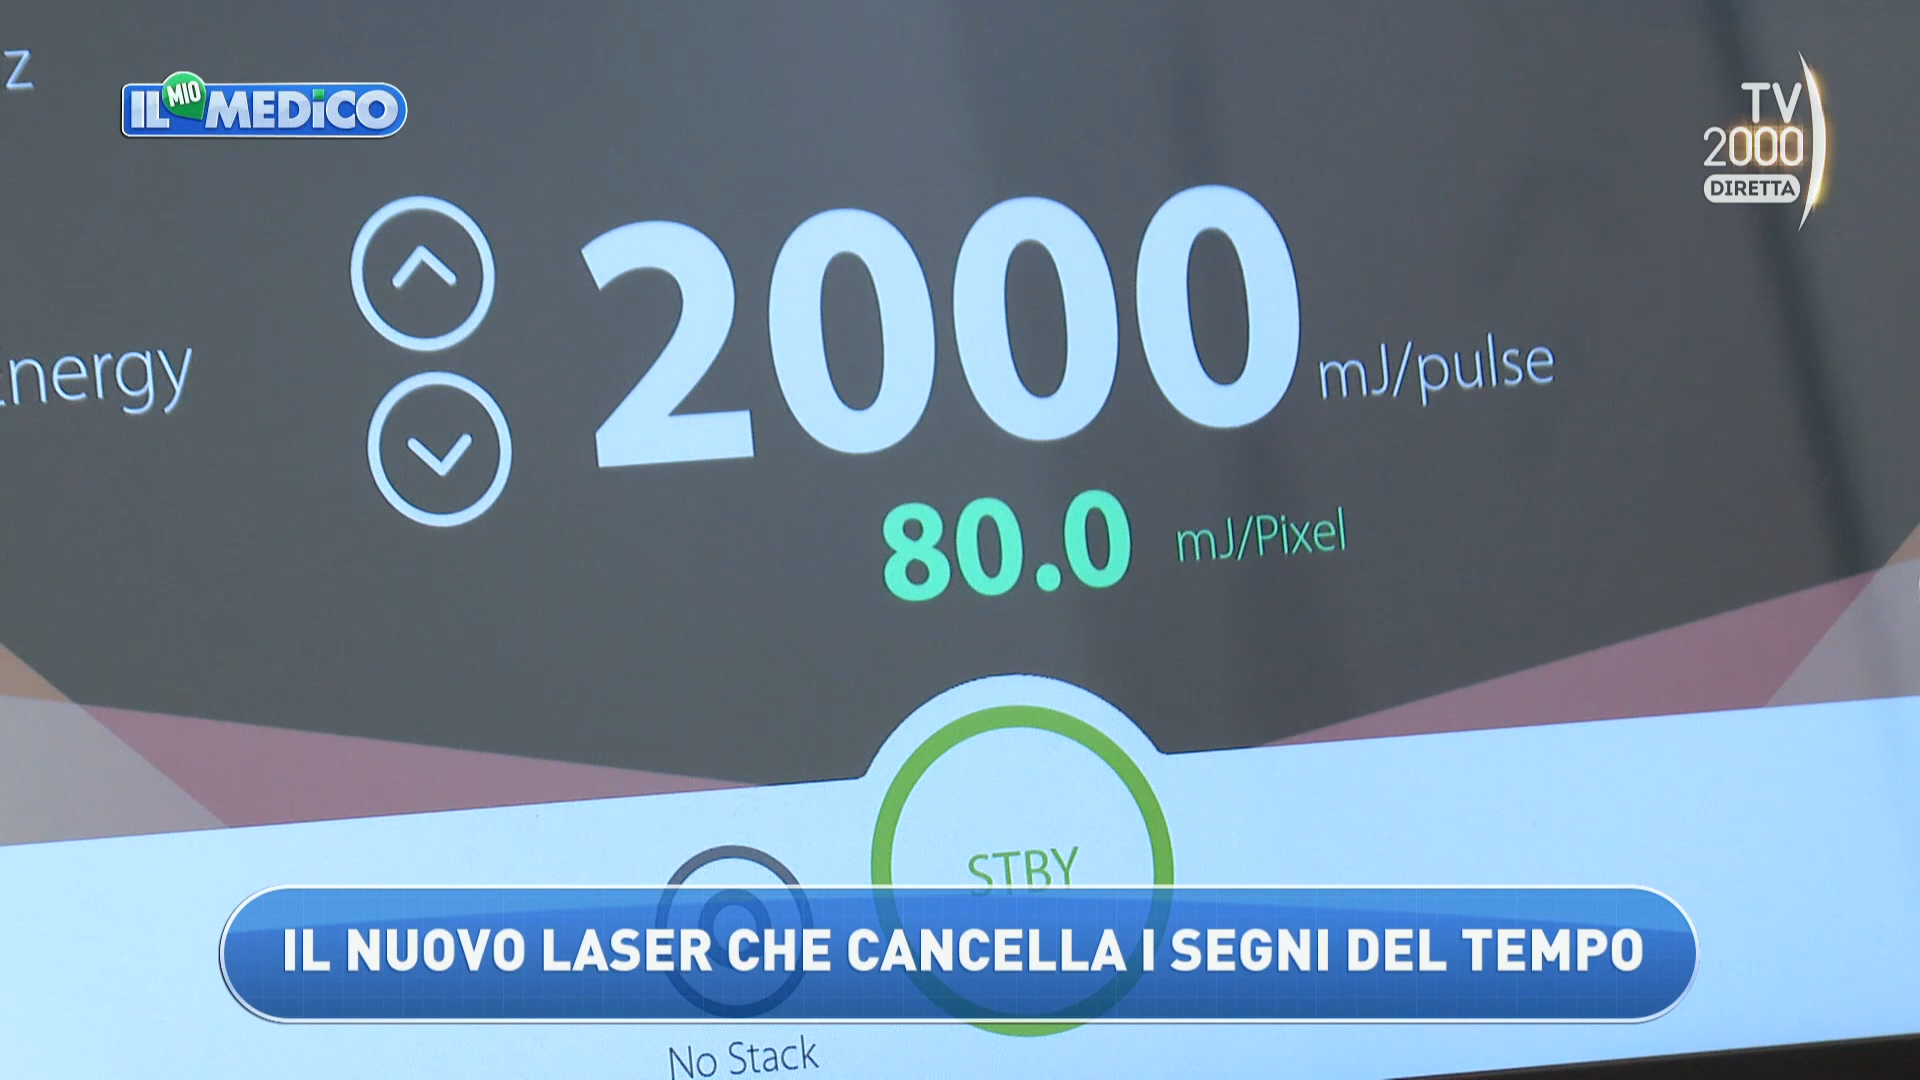 z
IL MIO MEDICO
TV
2000
DIRETTA
Energy
2000 mJ/pulse
80.0 mJ/Pixel
STBY
IL NUOVO LASER CHE CANCELLA I SEGNI DEL TEMPO
No Stack